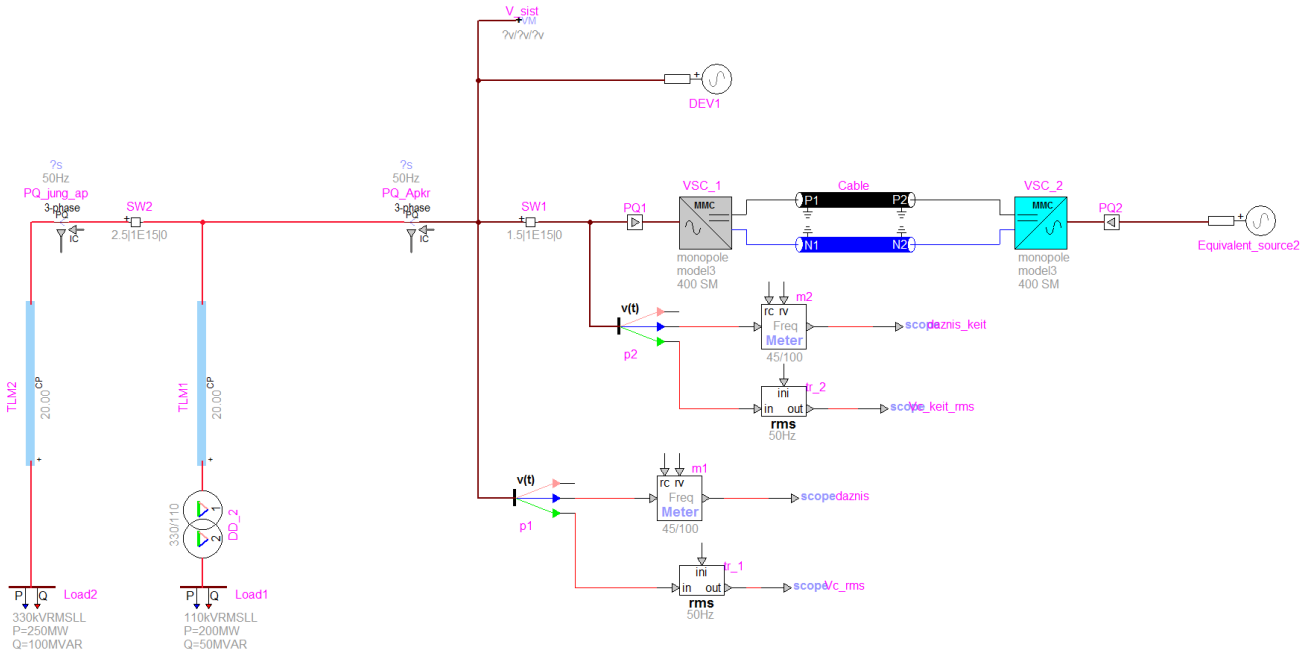 V_sist
+VM
?v/?v/?v
+
DEV1
?s
50Hz
PQ_jung_ap
3-phase
PQ
IC
SW2
+
2.5|1E15|0
?s
50Hz
PQ_Apkr
3-phase
PQ
IC
SW1
+
1.5|1E15|0
PQ1
VSC_1
MMC
monopole
model3
400 SM
Cable
P1 P2
N1 N2
VSC_2
MMC
monopole
model3
400 SM
PQ2
+
Equivalent_source2
v(t)
p2
m2
rc rv
Freq
Meter
45/100
scope
daznis_keit
tr_2
ini
in out
rms
50Hz
scope
Vc_keit_rms
TLM2
CP
20.00
+
TLM1
CP
20.00
+
v(t)
p1
m1
rc rv
Freq
Meter
45/100
scope
daznis
tr_1
ini
in out
rms
50Hz
scope
Vc_rms
330/110
1
2
DD_2
P Q
Load2
330kVRMSLL
P=250MW
Q=100MVAR
P Q
Load1
110kVRMSLL
P=200MW
Q=50MVAR